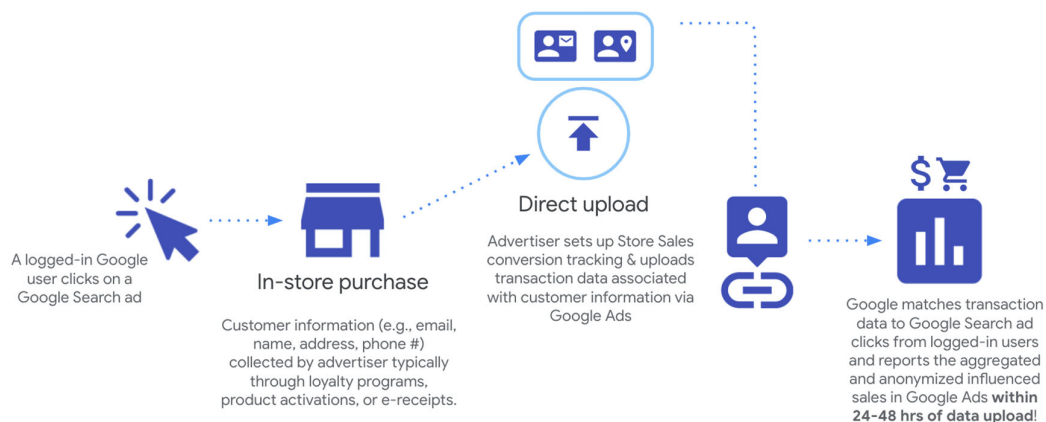 A logged-in Google
user clicks on a
Google Search ad
In-store purchase
Customer information (e.g., email,
name, address, phone #)
collected by advertiser typically
through loyalty programs,
product activations, or e-receipts.
Direct upload
Advertiser sets up Store Sales
conversion tracking & uploads
transaction data associated
with customer information via
Google Ads
$
Google matches transaction
data to Google Search ad
clicks from logged-in users
and reports the aggregated
and anonymized influenced
sales in Google Ads within
24-48 hrs of data upload!